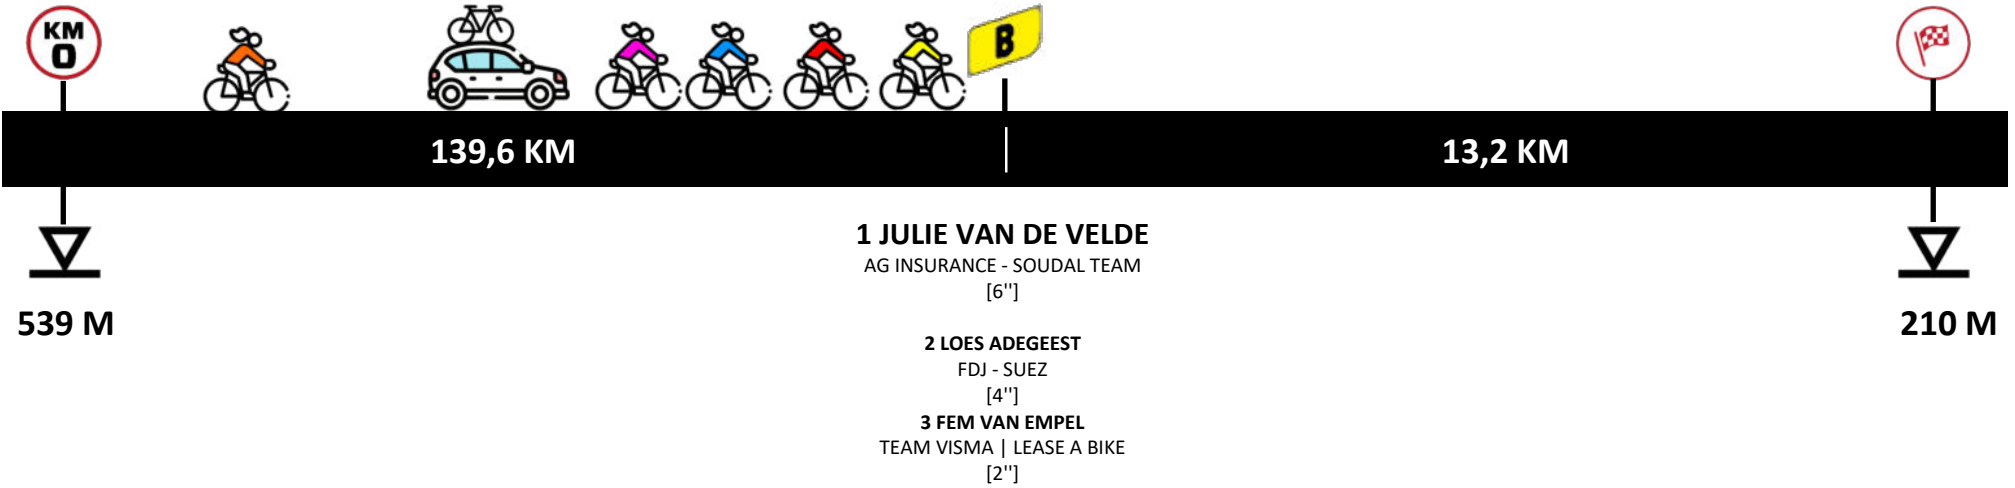 KM
0
B
139,6 KM
13,2 KM
539 M
210 M
1 JULIE VAN DE VELDE
AG INSURANCE - SOUDAL TEAM
[6'']
2 LOES ADEGEEST
FDJ - SUEZ
[4'']
3 FEM VAN EMPEL
TEAM VISMA | LEASE A BIKE
[2'']